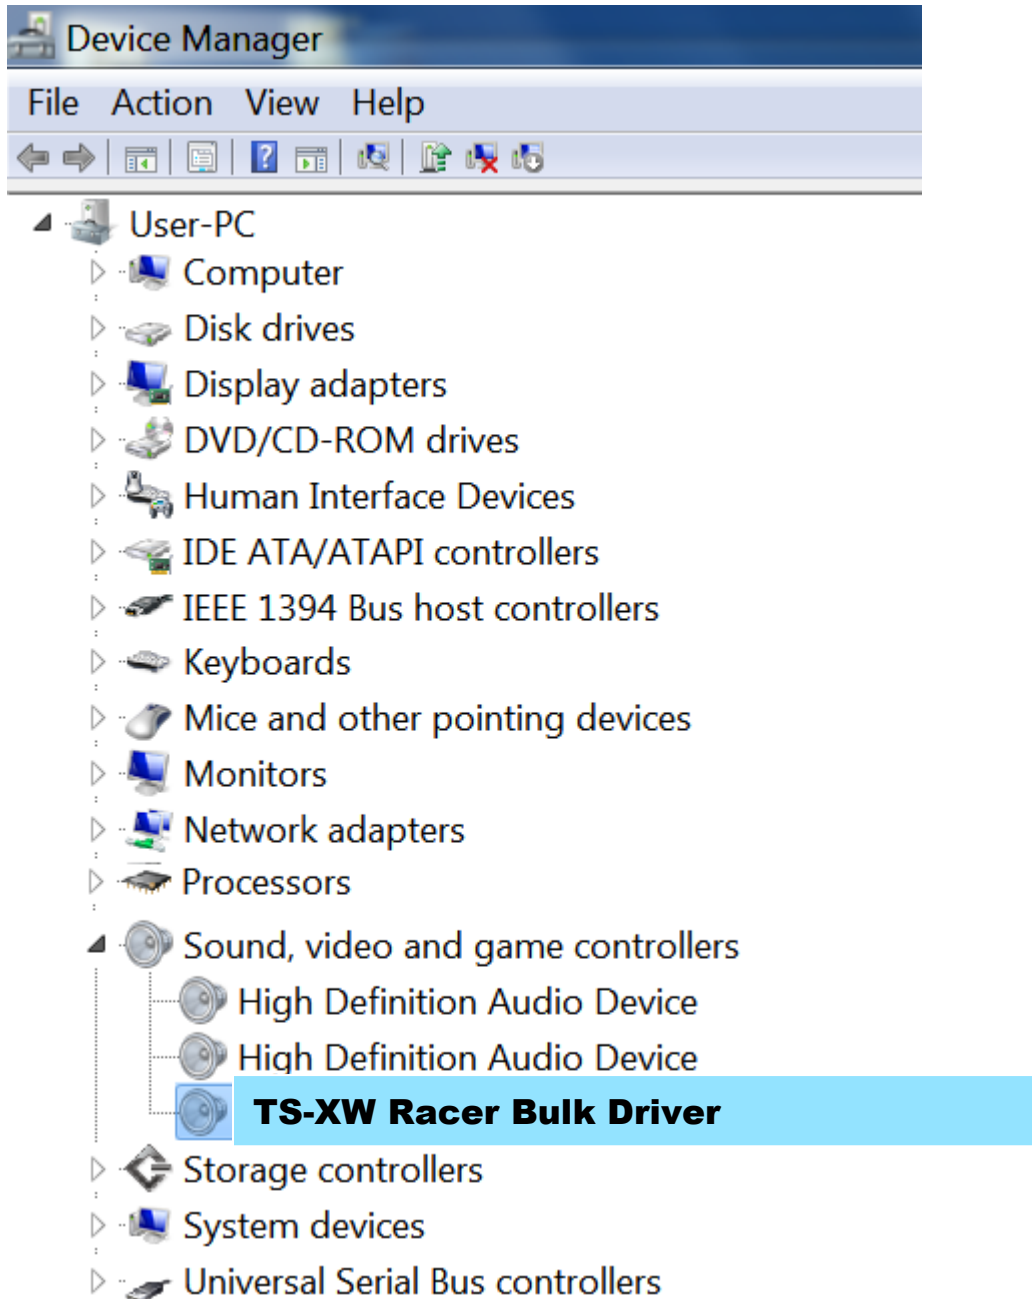 Device Manager
File Action View Help
User-PC
Computer
Disk drives
Display adapters
DVD/CD-ROM drives
Human Interface Devices
IDE ATA/ATAPI controllers
IEEE 1394 Bus host controllers
Keyboards
Mice and other pointing devices
Monitors
Network adapters
Processors
Sound, video and game controllers
High Definition Audio Device
High Definition Audio Device
TS-XW Racer Bulk Driver
Storage controllers
System devices
Universal Serial Bus controllers